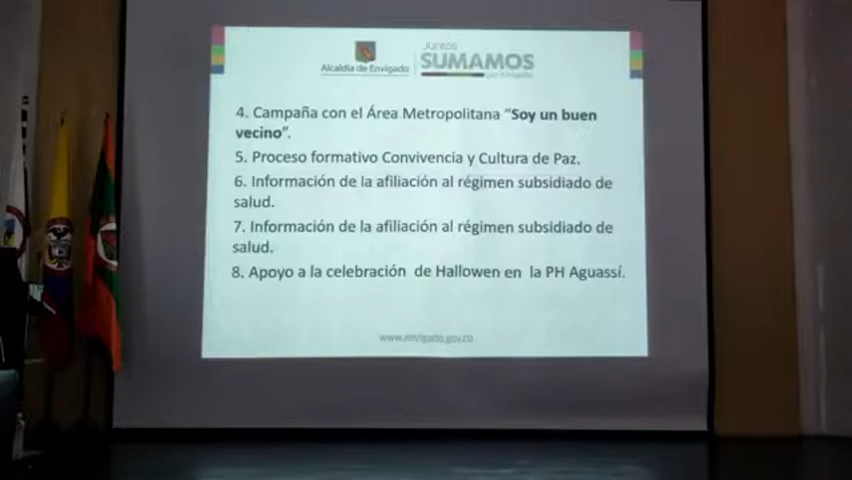 Alcaldía de Envigado
Juntos
SUMAMOS
por Envigado
4. Campaña con el Área Metropolitana “Soy un buen
vecino”.
5. Proceso formativo Convivencia y Cultura de Paz.
6. Información de la afiliación al régimen subsidiado de
salud.
7. Información de la afiliación al régimen subsidiado de
salud.
8. Apoyo a la celebración de Hallowen en la PH Aguassí.
www.envigado.gov.co